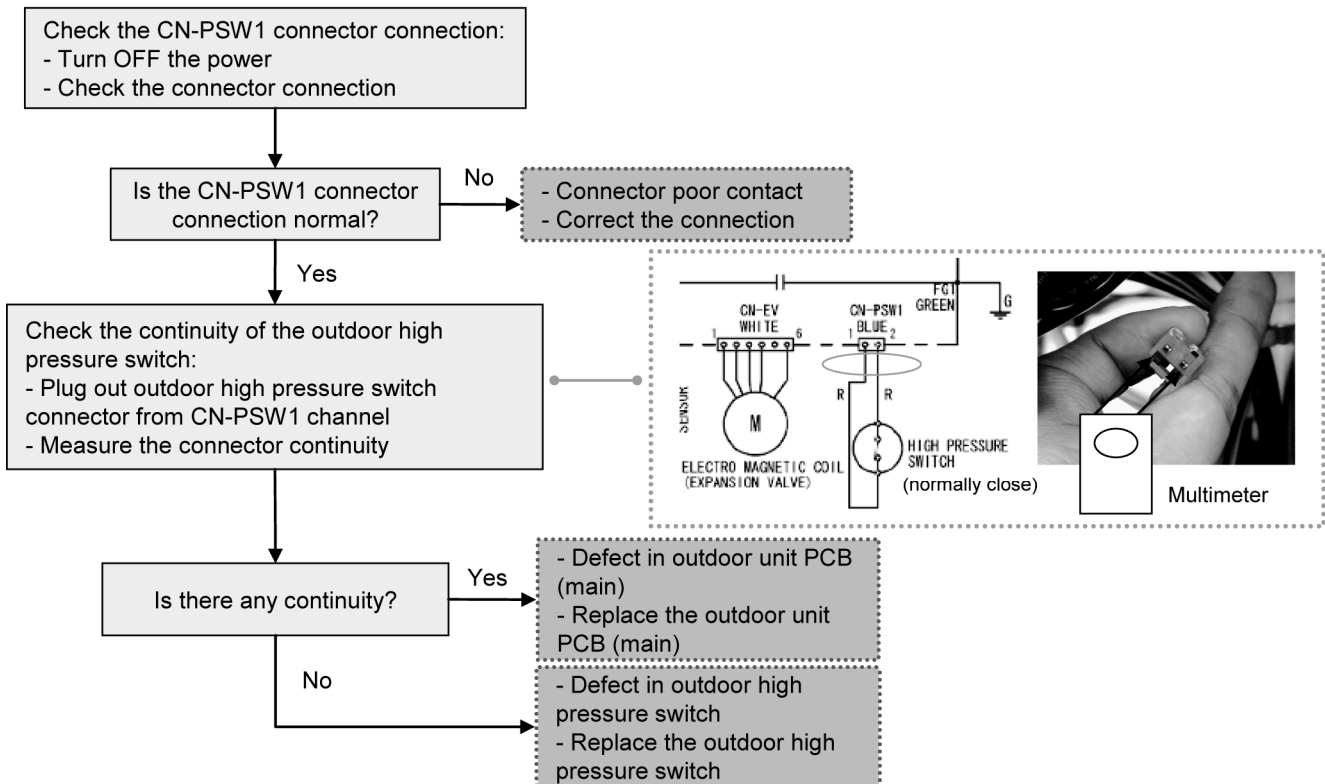 Check the CN-PSW1 connector connection:
- Turn OFF the power
- Check the connector connection
Is the CN-PSW1 connector
connection normal?
No
- Connector poor contact
- Correct the connection
Yes
Check the continuity of the outdoor high
pressure switch:
- Plug out outdoor high pressure switch
connector from CN-PSW1 channel
- Measure the connector continuity
CN-EV
WHITE
1
6
CN-PSW1
BLUE
1
2
FG1
GREEN
G
SENSOR
M
R
R
ELECTRO MAGNETIC COIL
(EXPANSION VALVE)
HIGH PRESSURE
SWITCH
(normally close)
Multimeter
Is there any continuity?
Yes
- Defect in outdoor unit PCB
(main)
- Replace the outdoor unit
PCB (main)
No
- Defect in outdoor high
pressure switch
- Replace the outdoor high
pressure switch